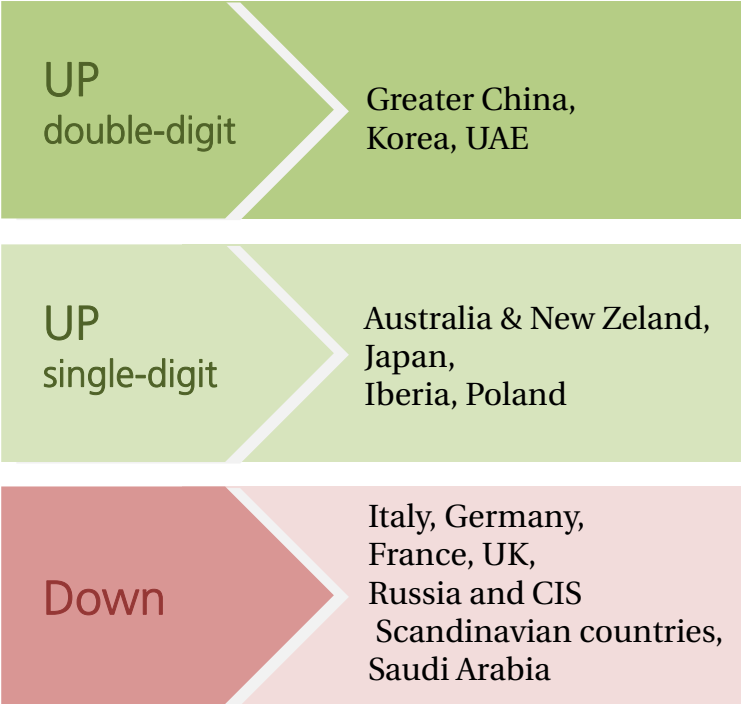 UP
double-digit
Greater China,
Korea, UAE
UP
single-digit
Australia & New Zeland,
Japan,
Iberia, Poland
Down
Italy, Germany,
France, UK,
Russia and CIS
Scandinavian countries,
Saudi Arabia